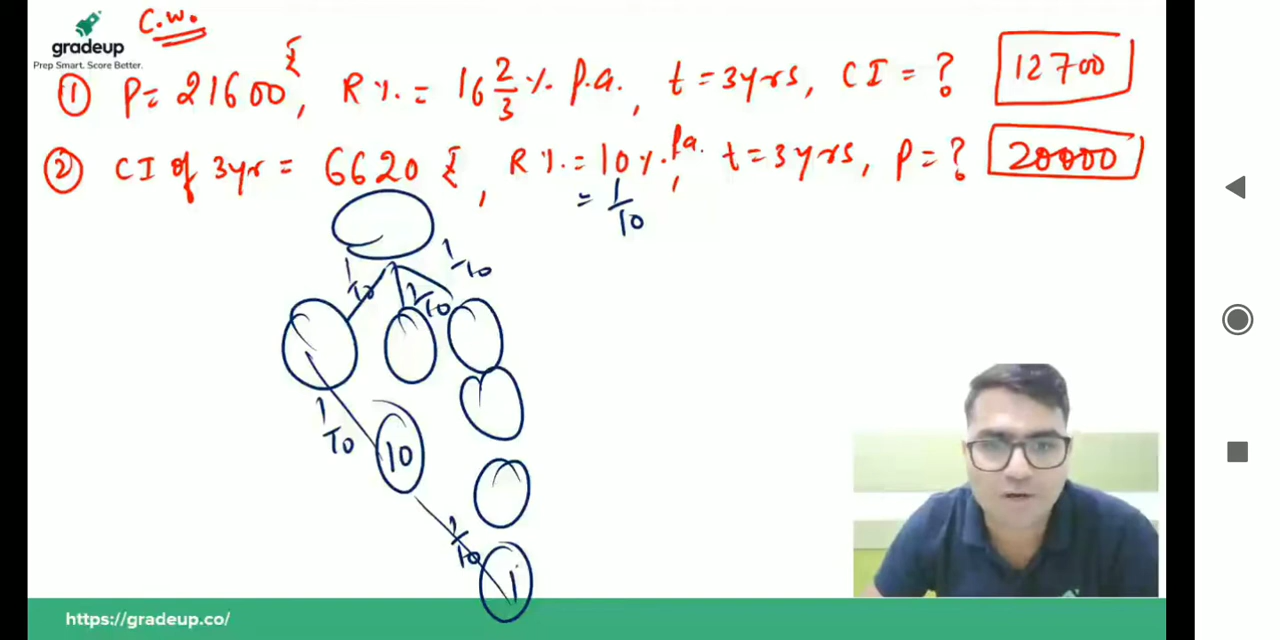 C.W.
gradeup
Prep Smart. Score Better.
① P = 21600 ₹, R% = 16 2/3 % p.a., t = 3yrs, CI = ? 12700
② CI of 3yr = 6620 ₹, R% = 10% p.a., t = 3yrs, P = ? 20000
= 1/10
1/10
1/10 1/10
1/10 10
1/10
1
https://gradeup.co/